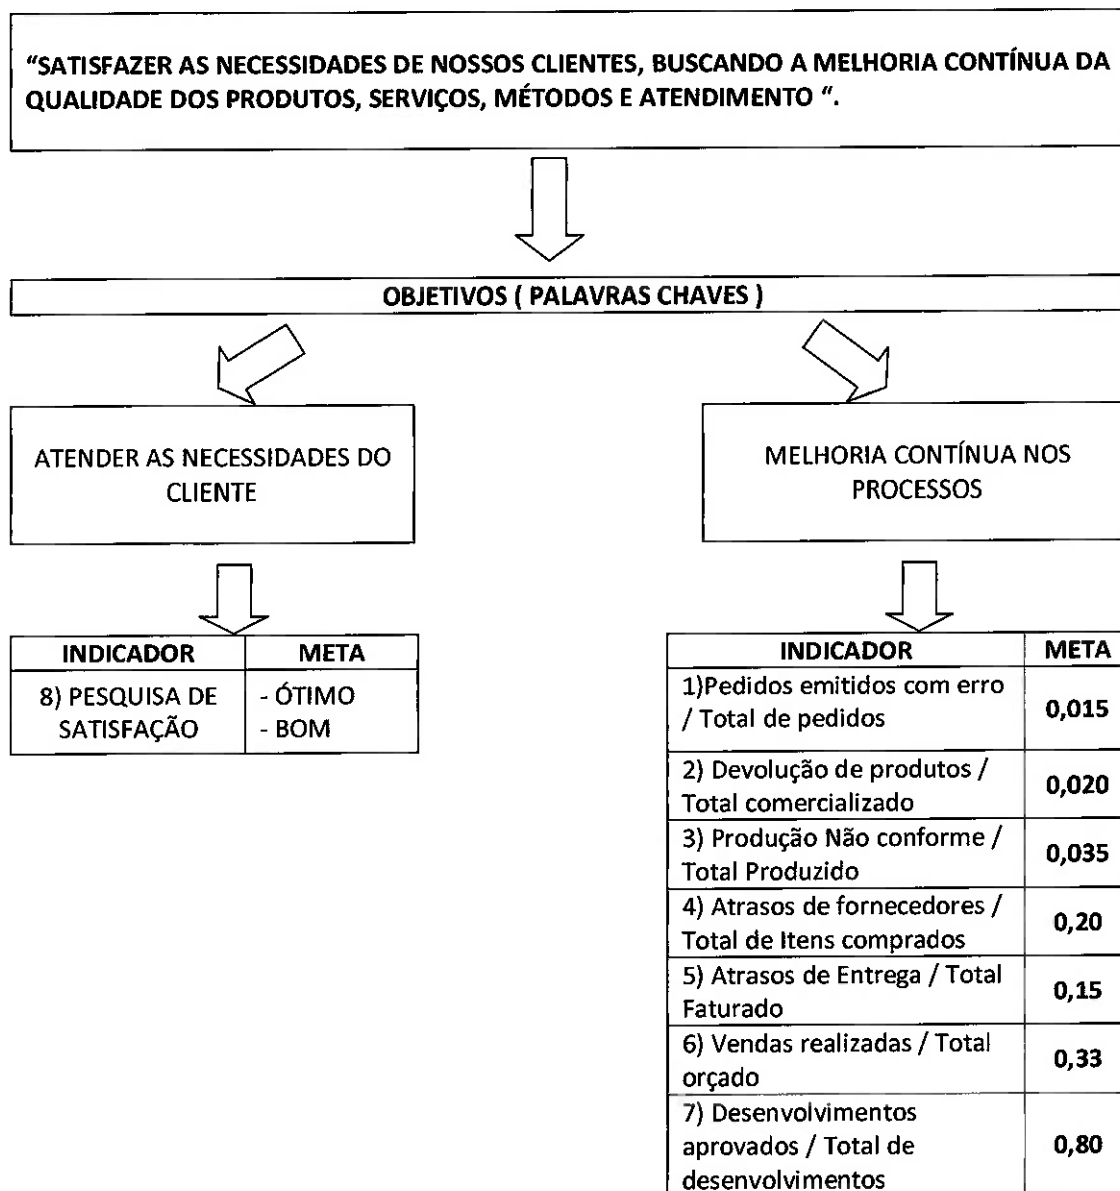 “SATISFAZER AS NECESSIDADES DE NOSSOS CLIENTES, BUSCANDO A MELHORIA CONTÍNUA DA
QUALIDADE DOS PRODUTOS, SERVIÇOS, MÉTODOS E ATENDIMENTO “.
OBJETIVOS ( PALAVRAS CHAVES )
ATENDER AS NECESSIDADES DO
CLIENTE
INDICADOR
META
8) PESQUISA DE
SATISFAÇÃO
- ÓTIMO
- BOM
MELHORIA CONTÍNUA NOS
PROCESSOS
INDICADOR
META
1)Pedidos emitidos com erro
/ Total de pedidos
0,015
2) Devolução de produtos /
Total comercializado
0,020
3) Produção Não conforme /
Total Produzido
0,035
4) Atrasos de fornecedores /
Total de Itens comprados
0,20
5) Atrasos de Entrega / Total
Faturado
0,15
6) Vendas realizadas / Total
orçado
0,33
7) Desenvolvimentos
aprovados / Total de
desenvolvimentos
0,80